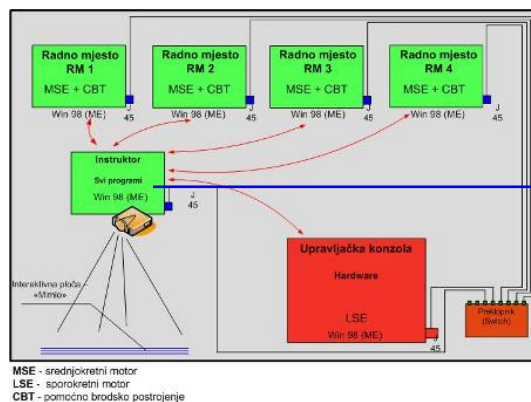 Radno mjesto
RM 1
MSE + CBT
Win 98 (ME)
J
45
Radno mjesto
RM 2
MSE + CBT
Win 98 (ME)
J
45
Radno mjesto
RM 3
MSE + CBT
Win 98 (ME)
J
45
Radno mjesto
RM 4
MSE + CBT
Win 98 (ME)
J
45
Instruktor
Svi programi
Win 98 (ME)
J
45
Interaktivna ploča -
«Mimio»
Upravljačka konzola
Hardware
LSE
Win 98 (ME)
J
45
Preklopnik
(Switch)
MSE - srednjokretni motor
LSE - sporokretni motor
CBT - pomoćno brodsko postrojenje